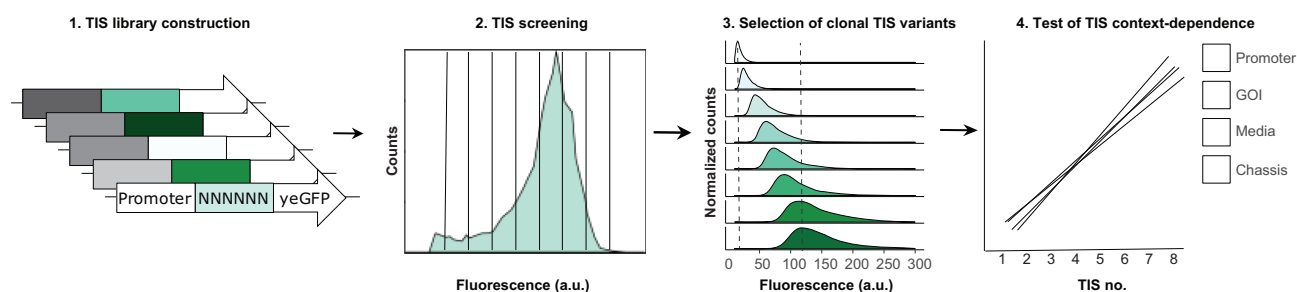 1. TIS library construction
Promoter NNNNNN yeGFP
2. TIS screening
Counts
Fluorescence (a.u.)
3. Selection of clonal TIS variants
Normalized counts
0 50 100 150 200 250 300
Fluorescence (a.u.)
4. Test of TIS context-dependence
1 2 3 4 5 6 7 8
TIS no.
Promoter
GOI
Media
Chassis